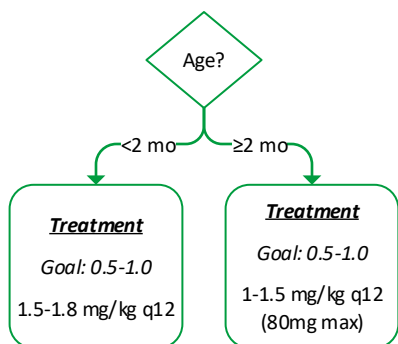 Age?
<2 mo
≥2 mo
Treatment
Goal: 0.5-1.0
1.5-1.8 mg/kg q12
Treatment
Goal: 0.5-1.0
1-1.5 mg/kg q12
(80mg max)